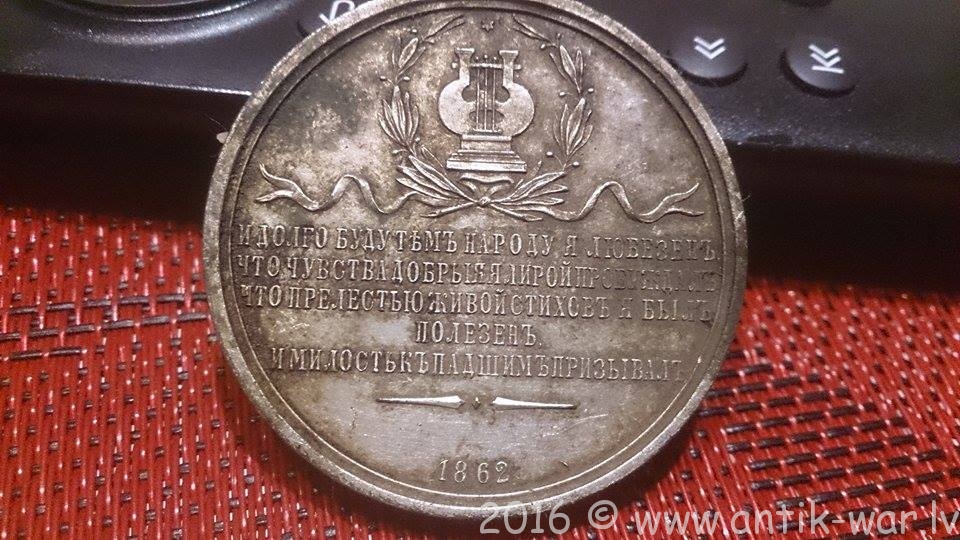 И ДОЛГО БУДУ ТѢМЪ НАРОДУ Я ЛЮБЕЗЕНЪ
ЧТО ЧУВСТВА ДОБРЫЯ Я ЛИРОЙ ПРОБУЖДАЛЪ
ЧТО ПРЕЛЕСТЬЮ ЖИВОЙ СТИХОВЪ Я БЫЛЪ
ПОЛЕЗЕНЪ.
И МИЛОСТЬ КЪ ПАДШИМЪ ПРИЗЫВАЛЪ
1862
2016 © www.antik-war.lv